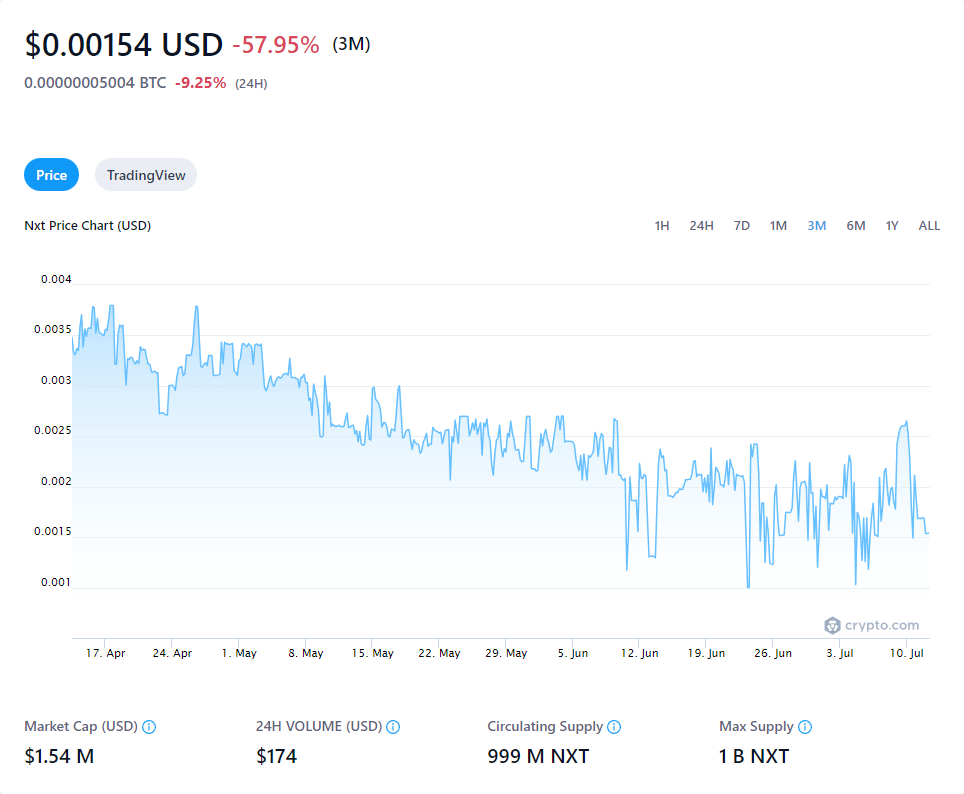 $0.00154 USD -57.95% (3M)
0.00000005004 BTC -9.25% (24H)
Price TradingView
Nxt Price Chart (USD) 1H 24H 7D 1M 3M 6M 1Y ALL
0.004
0.0035
0.003
0.0025
0.002
0.0015
0.001
crypto.com
17. Apr 24. Apr 1. May 8. May 15. May 22. May 29. May 5. Jun 12. Jun 19. Jun 26. Jun 3. Jul 10. Jul
Market Cap (USD) 24H VOLUME (USD) Circulating Supply Max Supply
$1.54 M $174 999 M NXT 1 B NXT